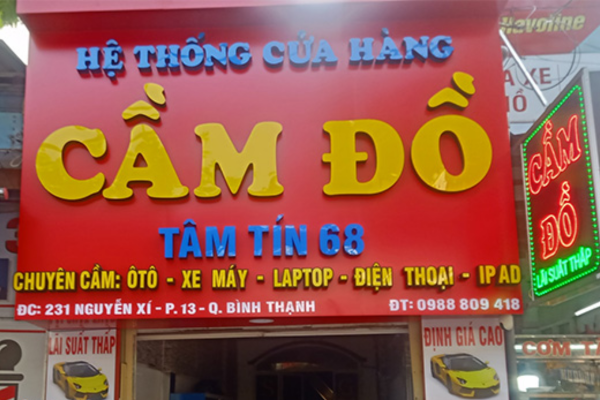 HỆ THỐNG CỬA HÀNG
CẦM ĐỒ
TÂM TÍN 68
CHUYÊN CẦM: ÔTÔ - XE MÁY - LAPTOP - ĐIỆN THOẠI - IPAD
ĐC: 231 NGUYỄN XÍ - P. 13 - Q. BÌNH THẠNH ĐT: 0988 809 418
LÃI SUẤT THẤP
ĐỊNH GIÁ CAO
CẦM
ĐỒ
LÃI SUẤT THẤP
Havoline
XE
CƠM